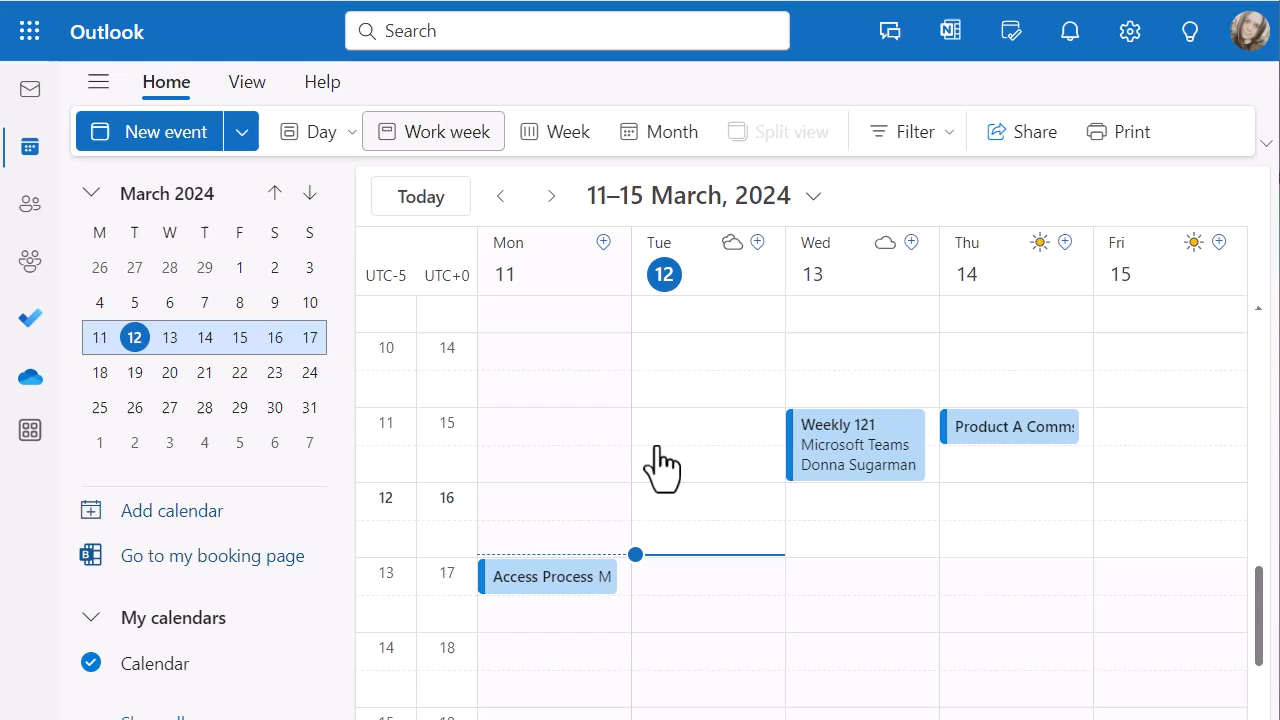 Outlook
Search
Home View Help
New event Day Work week Week Month Split view Filter Share Print
March 2024
M T W T F S S
26 27 28 29 1 2 3
4 5 6 7 8 9 10
11 12 13 14 15 16 17
18 19 20 21 22 23 24
25 26 27 28 29 30 31
1 2 3 4 5 6 7
Add calendar
Go to my booking page
My calendars
Calendar
Today 11–15 March, 2024
Mon Tue Wed Thu Fri
UTC-5 UTC+0 11 12 13 14 15
10 14
11 15
12 16
13 17
14 18
Weekly 121
Microsoft Teams
Donna Sugarman
Product A Comms
Access Process M